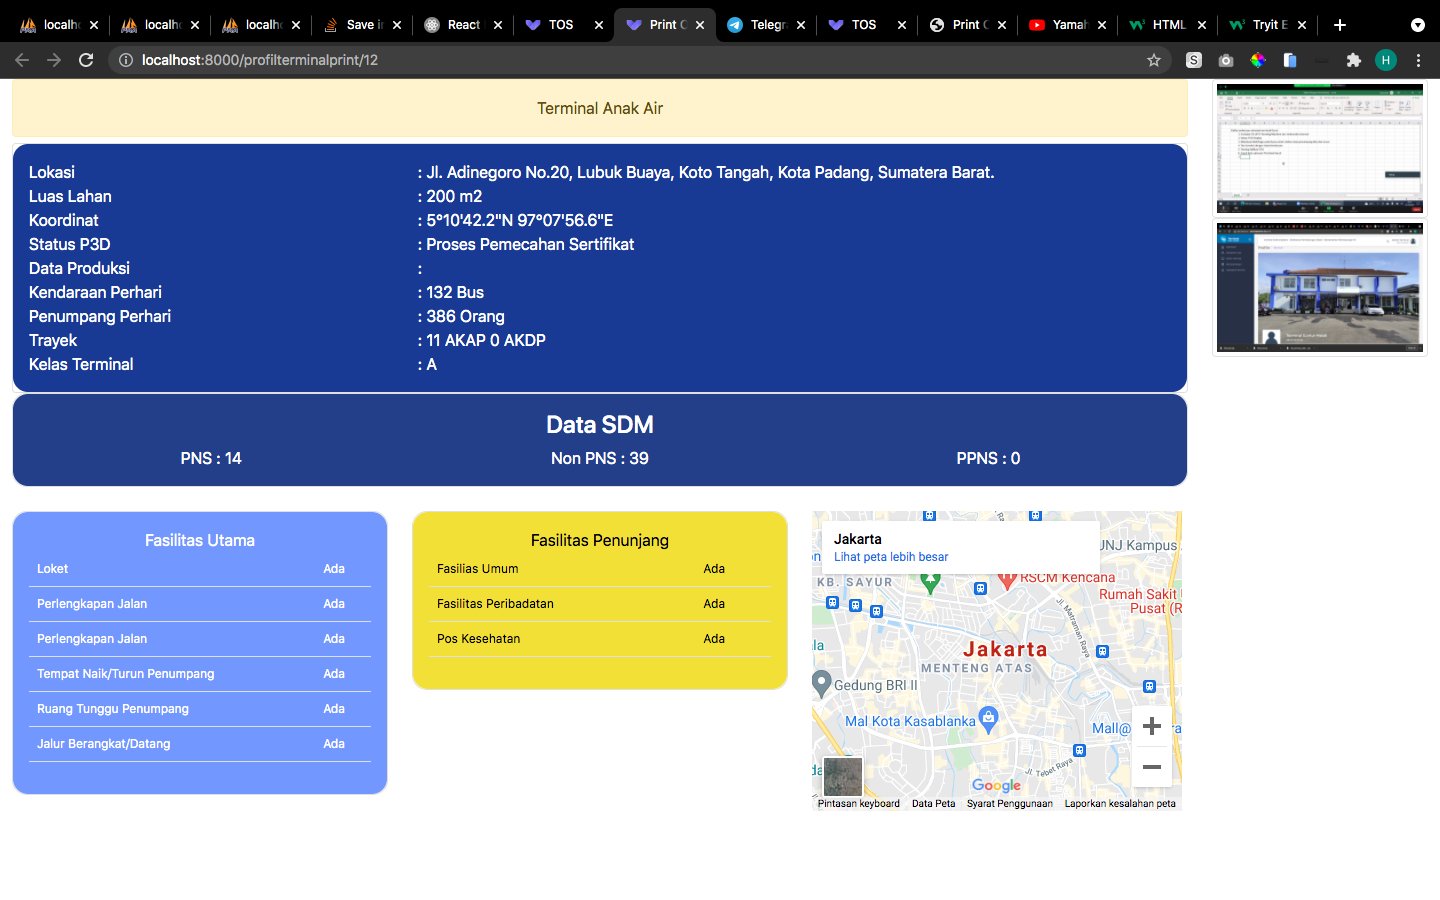 localho
localho
localho
Save in
React
TOS
Print C
Telegra
TOS
Print C
Yamah
HTML
Tryit E
localhost:8000/profilterminalprint/12
S
H
Terminal Anak Air
Lokasi : Jl. Adinegoro No.20, Lubuk Buaya, Koto Tangah, Kota Padang, Sumatera Barat.
Luas Lahan : 200 m2
Koordinat : 5°10'42.2"N 97°07'56.6"E
Status P3D : Proses Pemecahan Sertifikat
Data Produksi :
Kendaraan Perhari : 132 Bus
Penumpang Perhari : 386 Orang
Trayek : 11 AKAP 0 AKDP
Kelas Terminal : A
Data SDM
PNS : 14 Non PNS : 39 PPNS : 0
Fasilitas Utama
Loket Ada
Perlengkapan Jalan Ada
Perlengkapan Jalan Ada
Tempat Naik/Turun Penumpang Ada
Ruang Tunggu Penumpang Ada
Jalur Berangkat/Datang Ada
Fasilitas Penunjang
Fasilias Umum Ada
Fasilitas Peribadatan Ada
Pos Kesehatan Ada
Jakarta
Lihat peta lebih besar
JNJ Kampus
KB. SAYUR
RSCM Kencana
Rumah Sakit
Pusat (R
Jl. Matraman Raya
Jakarta
MENTENG ATAS
Gedung BRI II
Mal Kota Kasablanka
Mall@
Jl. Tebet Raya
Google
Pintasan keyboard Data Peta Syarat Penggunaan Laporkan kesalahan peta